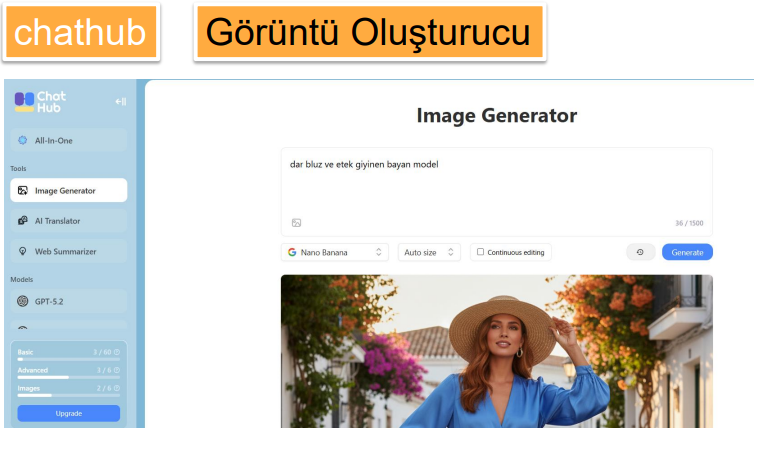 chathub
Görüntü Oluşturucu
Chat
Hub
All-In-One
Tools
Image Generator
AI Translator
Web Summarizer
Models
GPT-5.2
Basic 3 / 60
Advanced 3 / 6
Images 2 / 6
Upgrade
Image Generator
dar bluz ve etek giyinen bayan model
36 / 1500
Nano Banana
Auto size
Continuous editing
Generate